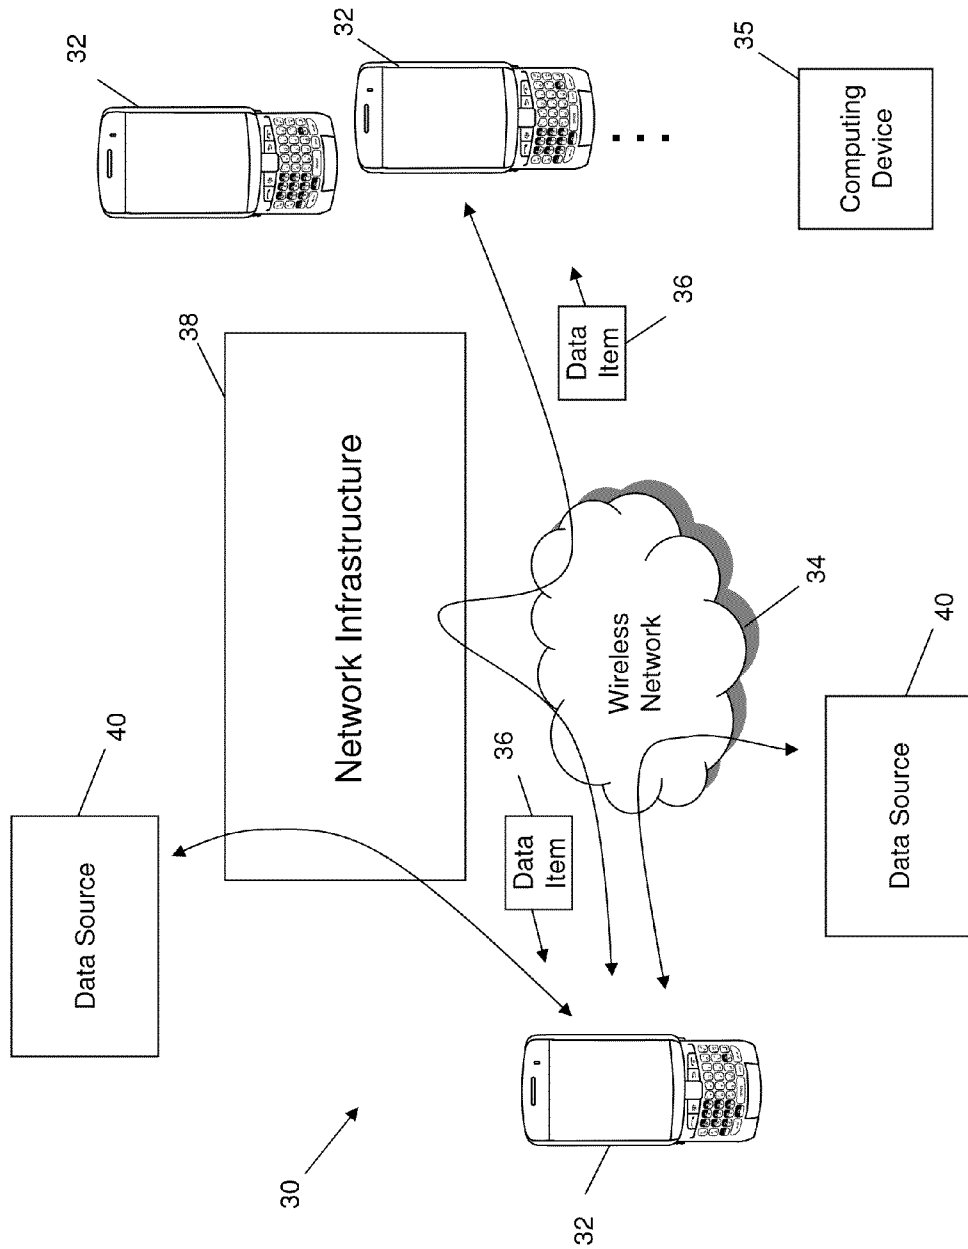 32
40
Data Source
38
30
32
Network Infrastructure
36
Data
Item
Data
Item
32
Wireless
Network
36
35
34
Computing
Device
Data Source
40